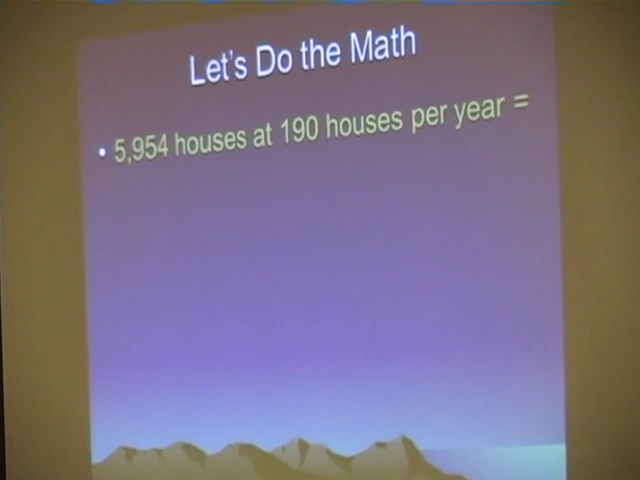 Let's Do the Math
• 5,954 houses at 190 houses per year =